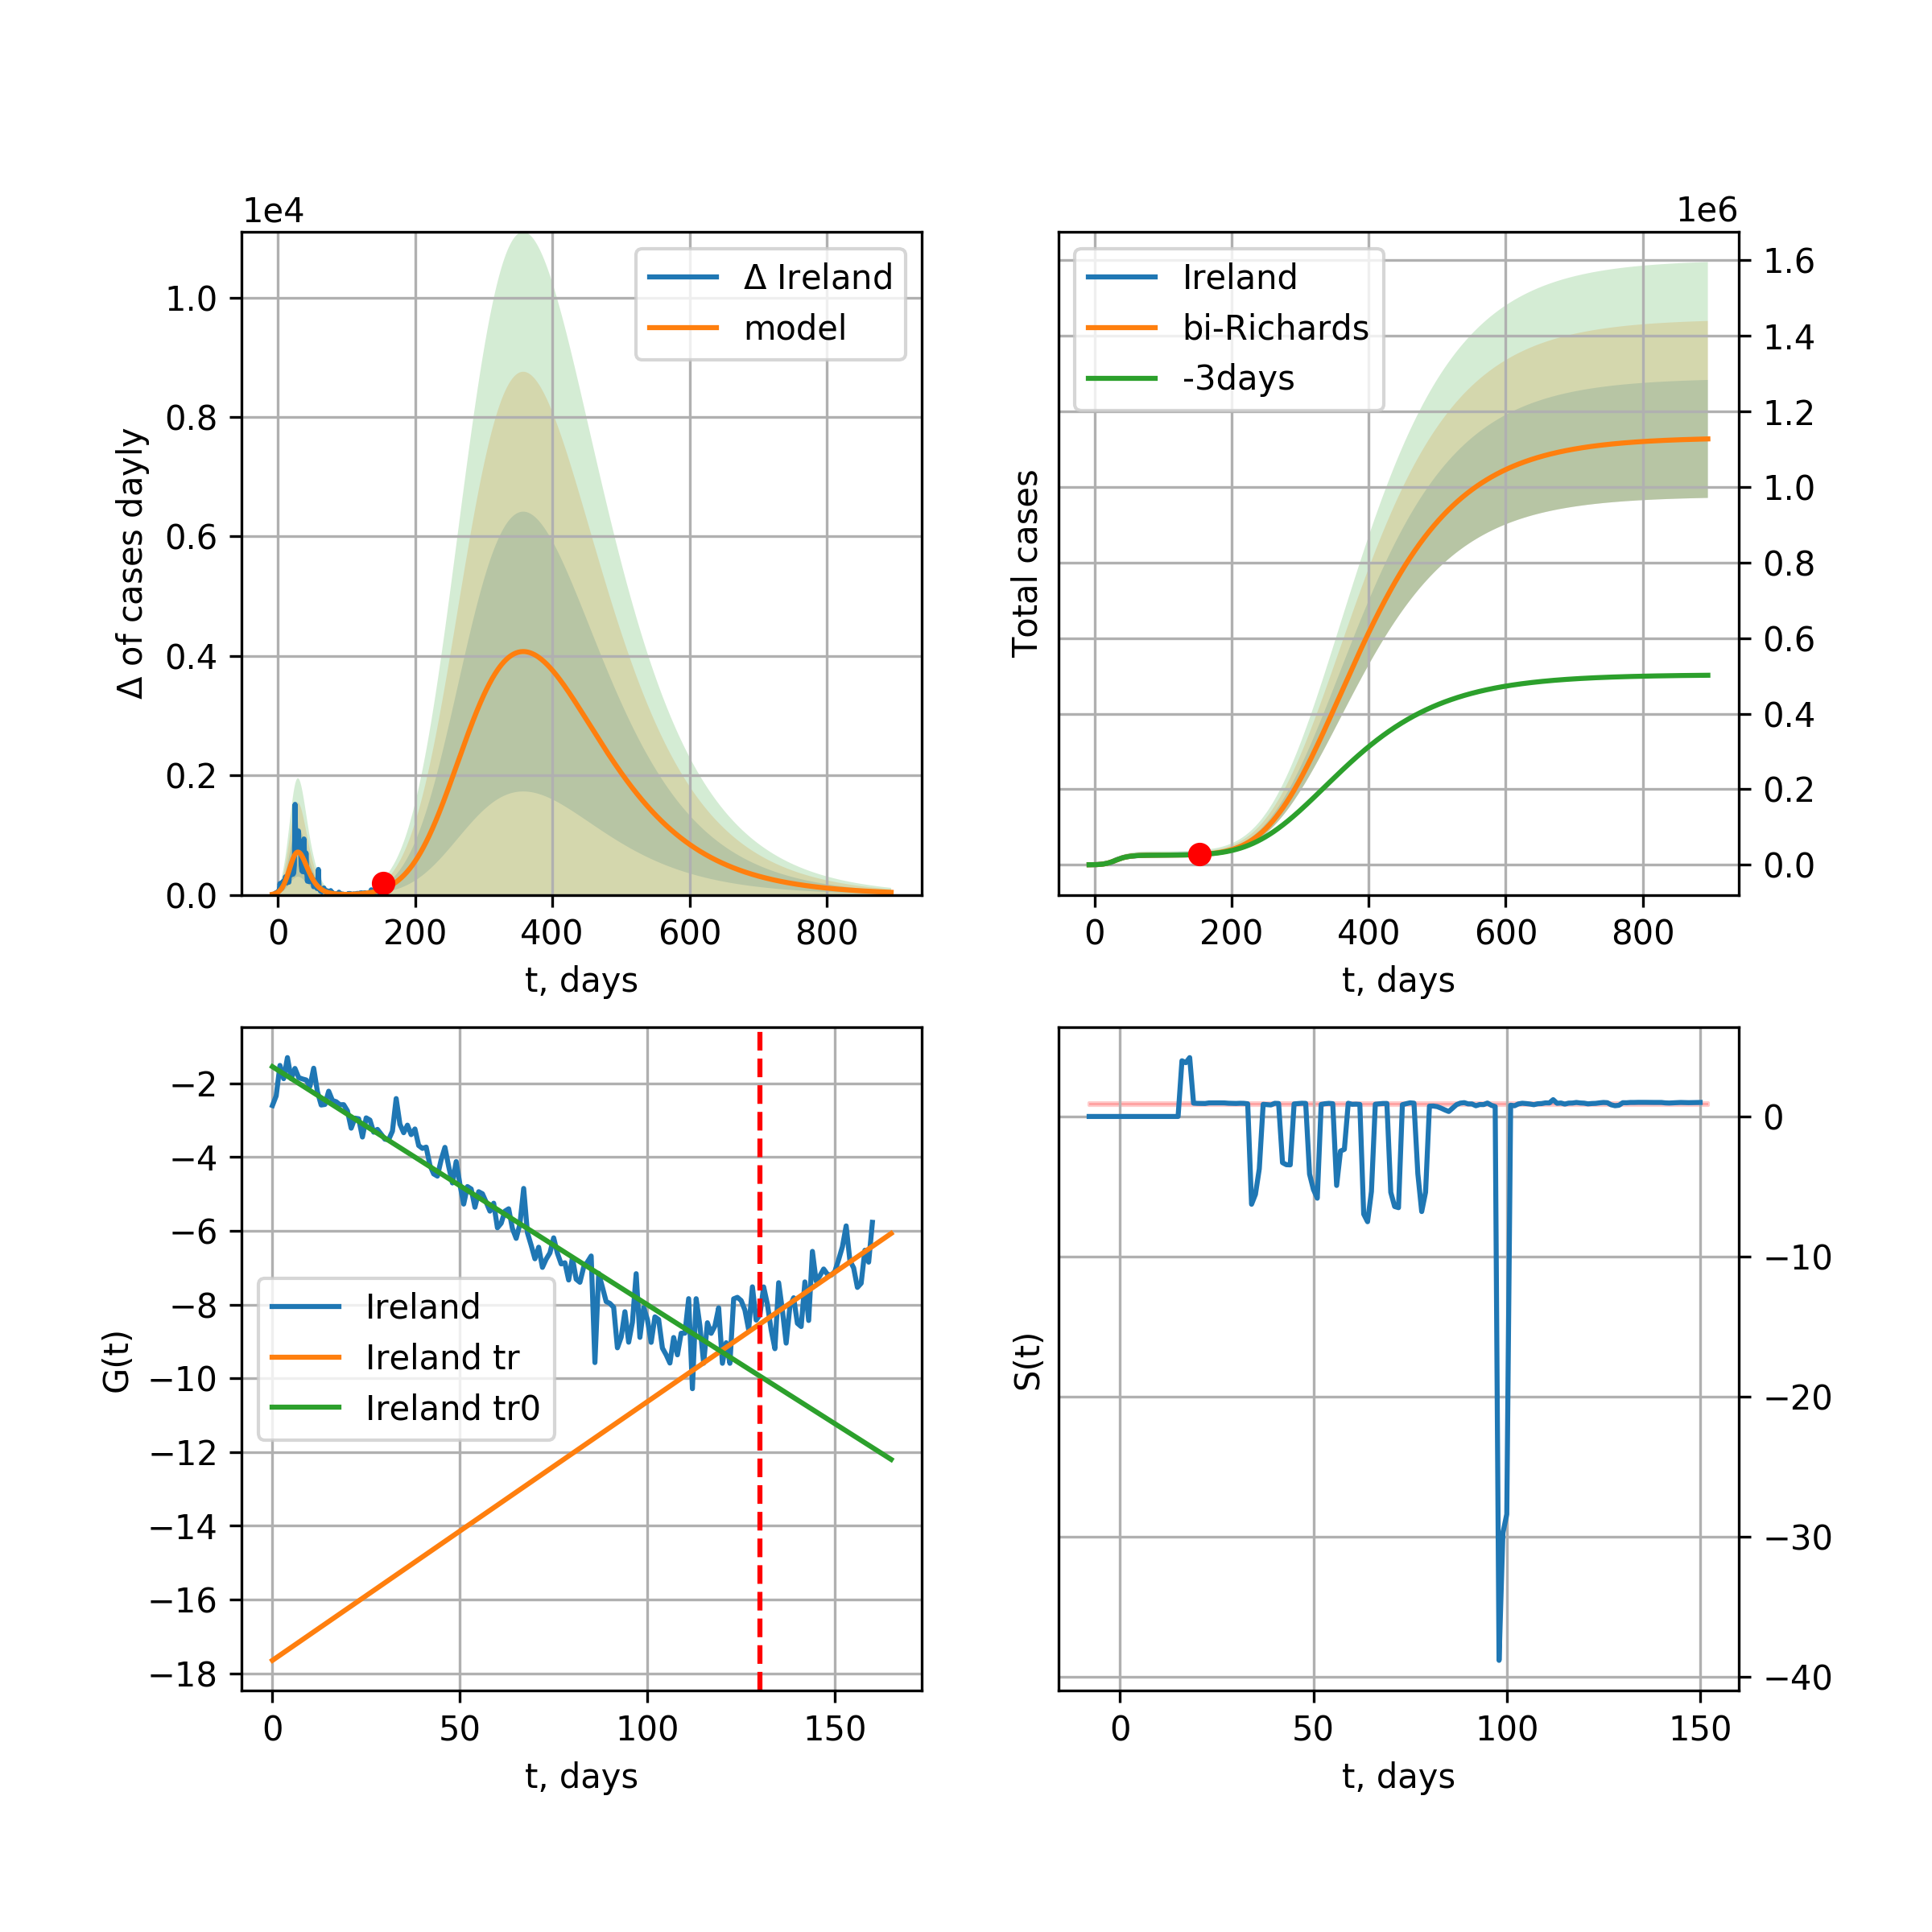 1e4
Δ of cases dayly
1.0
0.8
0.6
0.4
0.2
0.0
Δ Ireland
model
0 200 400 600 800
t, days
1e6
Total cases
Ireland
bi-Richards
-3days
1.6
1.4
1.2
1.0
0.8
0.6
0.4
0.2
0.0
0 200 400 600 800
t, days
G(t)
−2
−4
−6
−8
−10
−12
−14
−16
−18
Ireland
Ireland tr
Ireland tr0
0 50 100 150
t, days
S(t)
0
−10
−20
−30
−40
0 50 100 150
t, days